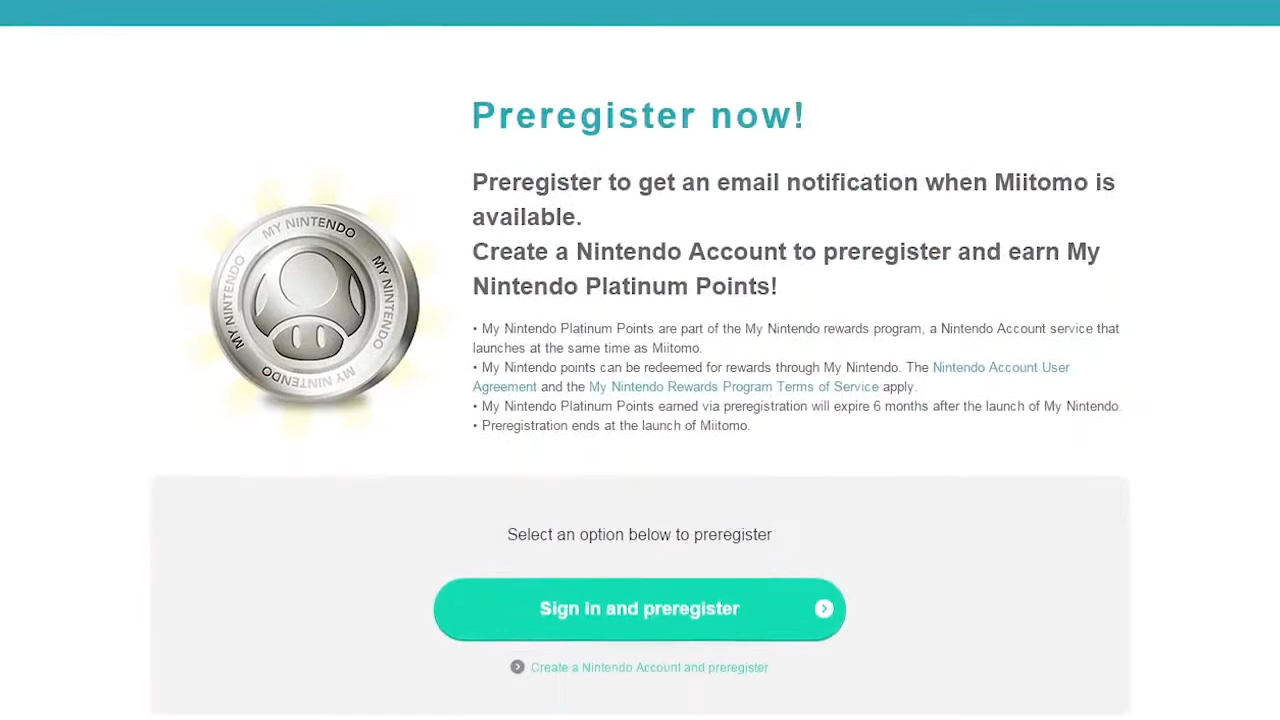 Preregister now!
Preregister to get an email notification when Miitomo is
available.
Create a Nintendo Account to preregister and earn My
Nintendo Platinum Points!
• My Nintendo Platinum Points are part of the My Nintendo rewards program, a Nintendo Account service that
launches at the same time as Miitomo.
• My Nintendo points can be redeemed for rewards through My Nintendo. The Nintendo Account User
Agreement and the My Nintendo Rewards Program Terms of Service apply.
• My Nintendo Platinum Points earned via preregistration will expire 6 months after the launch of My Nintendo.
• Preregistration ends at the launch of Miitomo.
MY NINTENDO
MY NINTENDO
MY NINTENDO
MY NINTENDO
Select an option below to preregister
Sign in and preregister
Create a Nintendo Account and preregister